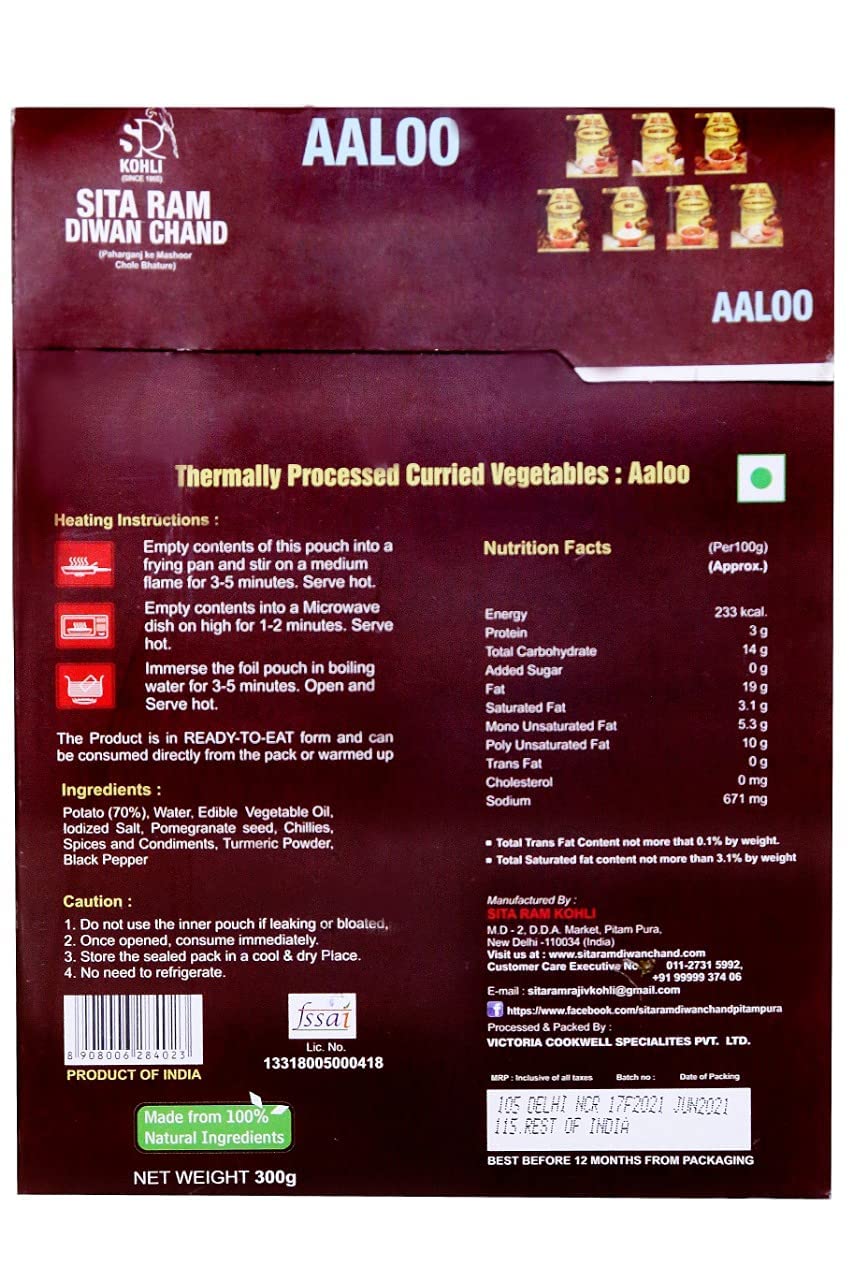 SR
KOHLI
(SINCE 1955)
SITA RAM
DIWAN CHAND
(Paharganj ke Mashoor
Chole Bhature)
AALOO
AALOO
Thermally Processed Curried Vegetables : Aaloo
Heating Instructions :
Empty contents of this pouch into a
frying pan and stir on a medium
flame for 3-5 minutes. Serve hot.
Empty contents into a Microwave
dish on high for 1-2 minutes. Serve
hot.
Immerse the foil pouch in boiling
water for 3-5 minutes. Open and
Serve hot.
The Product is in READY-TO-EAT form and can
be consumed directly from the pack or warmed up
Ingredients :
Potato (70%), Water, Edible Vegetable Oil,
Iodized Salt, Pomegranate seed, Chillies,
Spices and Condiments, Turmeric Powder,
Black Pepper
Caution :
1. Do not use the inner pouch if leaking or bloated,
2. Once opened, consume immediately.
3. Store the sealed pack in a cool & dry Place.
4. No need to refrigerate.
8 908006 284023
PRODUCT OF INDIA
fssai
Lic. No.
13318005000418
Made from 100%
Natural Ingredients
NET WEIGHT 300g
Nutrition Facts (Per100g)
(Approx.)
Energy 233 kcal.
Protein 3 g
Total Carbohydrate 14 g
Added Sugar 0 g
Fat 19 g
Saturated Fat 3.1 g
Mono Unsaturated Fat 5.3 g
Poly Unsaturated Fat 10 g
Trans Fat 0 g
Cholesterol 0 mg
Sodium 671 mg
• Total Trans Fat Content not more that 0.1% by weight.
• Total Saturated fat content not more than 3.1% by weight
Manufactured By :
SITA RAM KOHLI
M.D - 2, D.D.A. Market, Pitam Pura,
New Delhi -110034 (India)
Visit us at : www.sitaramdiwanchand.com
Customer Care Executive No 011-2731 5992,
+91 99999 374 06
E-mail : sitaramrajivkohli@gmail.com
f https://www.facebook.com/sitaramdiwanchandpitampura
Processed & Packed By :
VICTORIA COOKWELL SPECIALITES PVT. LTD.
MRP : Inclusive of all taxes Batch no : Date of Packing
105 DELHI NCR 17F2021 JUN2021
115.REST OF INDIA
BEST BEFORE 12 MONTHS FROM PACKAGING